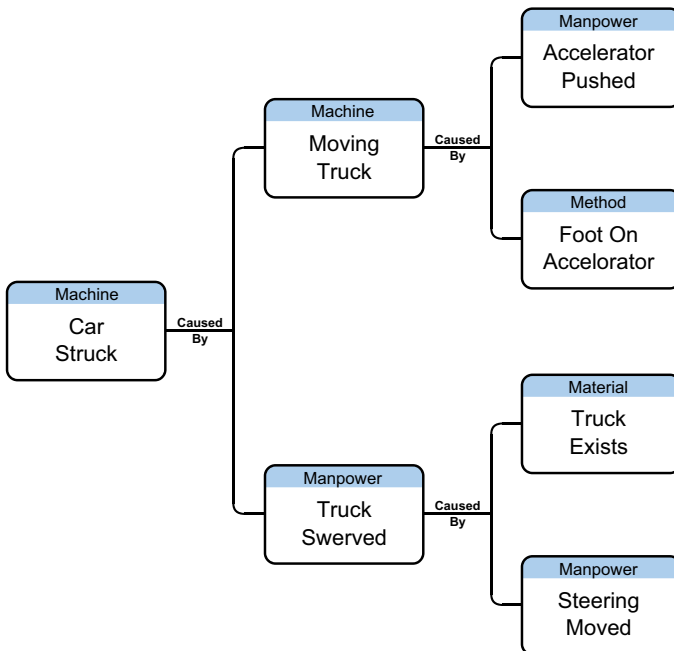 Machine
Car
Struck
Caused
By
Machine
Moving
Truck
Caused
By
Manpower
Accelerator
Pushed
Method
Foot On
Accelorator
Manpower
Truck
Swerved
Caused
By
Material
Truck
Exists
Manpower
Steering
Moved